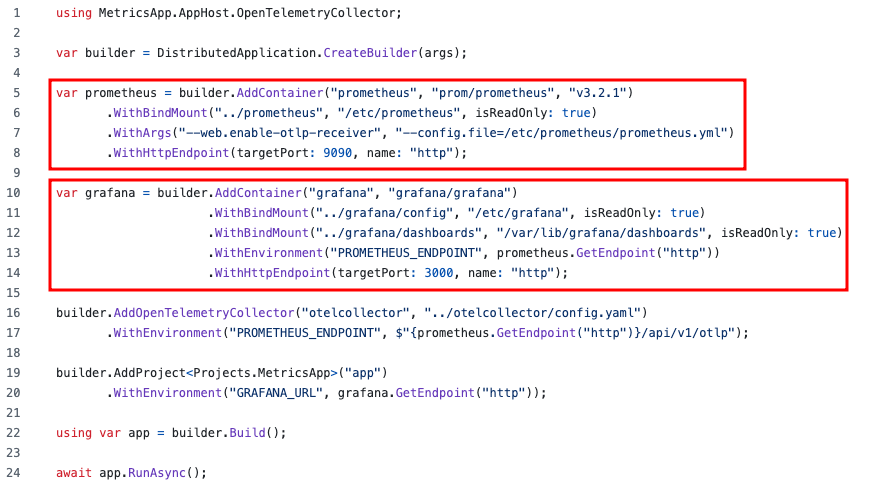 1 using MetricsApp.AppHost.OpenTelemetryCollector;
2
3 var builder = DistributedApplication.CreateBuilder(args);
4
5 var prometheus = builder.AddContainer("prometheus", "prom/prometheus", "v3.2.1")
6 .WithBindMount("../prometheus", "/etc/prometheus", isReadOnly: true)
7 .WithArgs("--web.enable-otlp-receiver", "--config.file=/etc/prometheus/prometheus.yml")
8 .WithHttpEndpoint(targetPort: 9090, name: "http");
9
10 var grafana = builder.AddContainer("grafana", "grafana/grafana")
11 .WithBindMount("../grafana/config", "/etc/grafana", isReadOnly: true)
12 .WithBindMount("../grafana/dashboards", "/var/lib/grafana/dashboards", isReadOnly: true)
13 .WithEnvironment("PROMETHEUS_ENDPOINT", prometheus.GetEndpoint("http"))
14 .WithHttpEndpoint(targetPort: 3000, name: "http");
15
16 builder.AddOpenTelemetryCollector("otelcollector", "../otelcollector/config.yaml")
17 .WithEnvironment("PROMETHEUS_ENDPOINT", $"{prometheus.GetEndpoint("http")}/api/v1/otlp");
18
19 builder.AddProject<Projects.MetricsApp>("app")
20 .WithEnvironment("GRAFANA_URL", grafana.GetEndpoint("http"));
21
22 using var app = builder.Build();
23
24 await app.RunAsync();